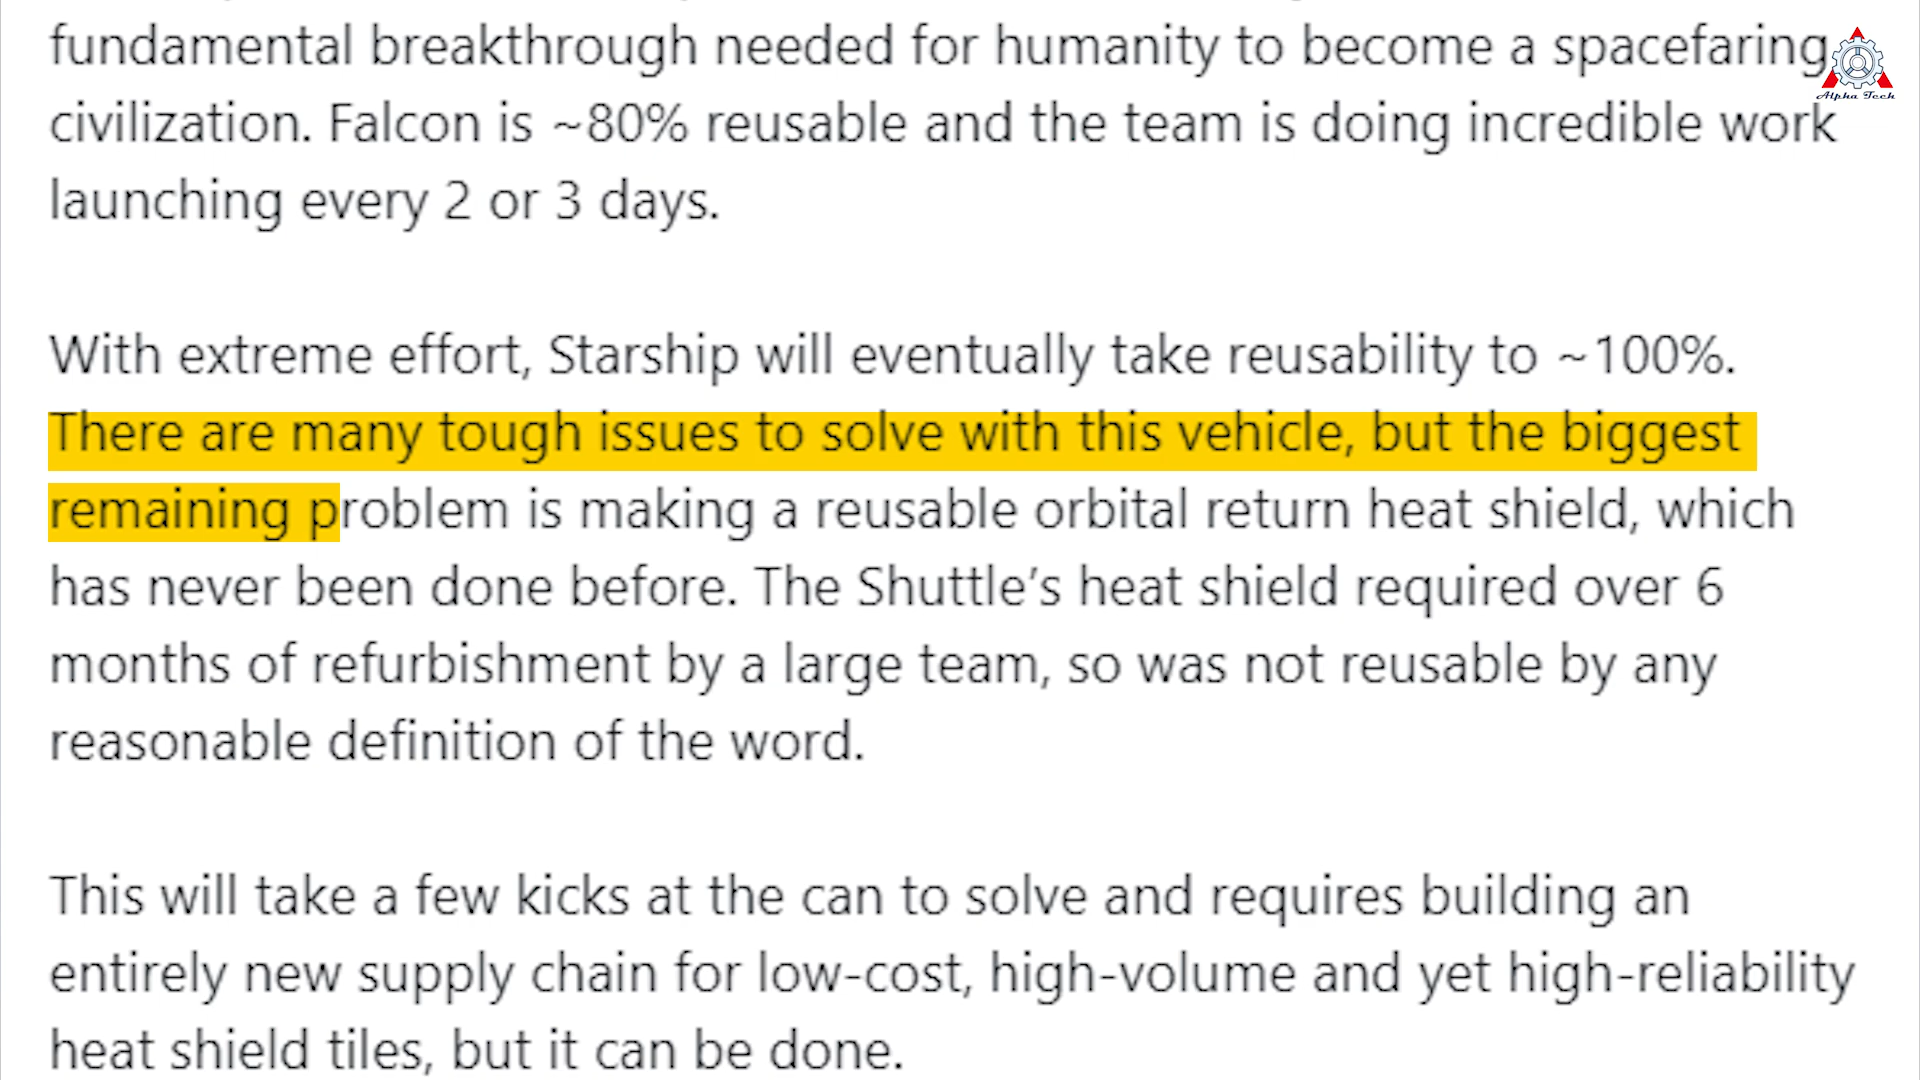 fundamental breakthrough needed for humanity to become a spacefaring
civilization. Falcon is ~80% reusable and the team is doing incredible work
launching every 2 or 3 days.
With extreme effort, Starship will eventually take reusability to ~100%.
There are many tough issues to solve with this vehicle, but the biggest
remaining problem is making a reusable orbital return heat shield, which
has never been done before. The Shuttle’s heat shield required over 6
months of refurbishment by a large team, so was not reusable by any
reasonable definition of the word.
This will take a few kicks at the can to solve and requires building an
entirely new supply chain for low-cost, high-volume and yet high-reliability
heat shield tiles, but it can be done.
Alpha Tech